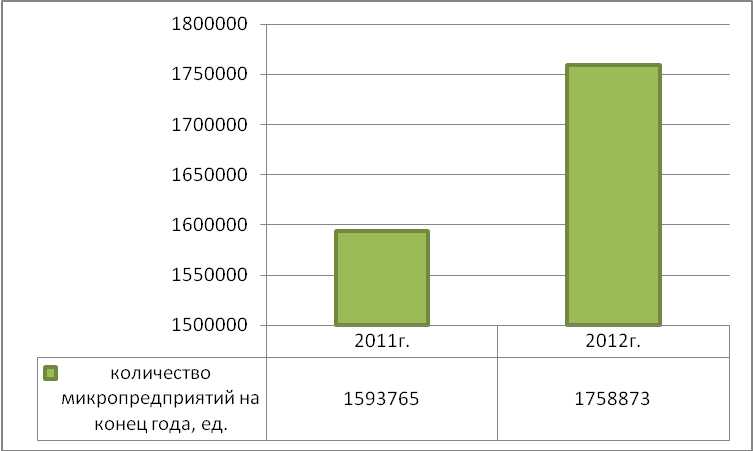 1800000
1750000
1700000
1650000
1600000
1550000
1500000
2011г. 2012г.
количество
микропредприятий на
конец года, ед.
1593765 1758873